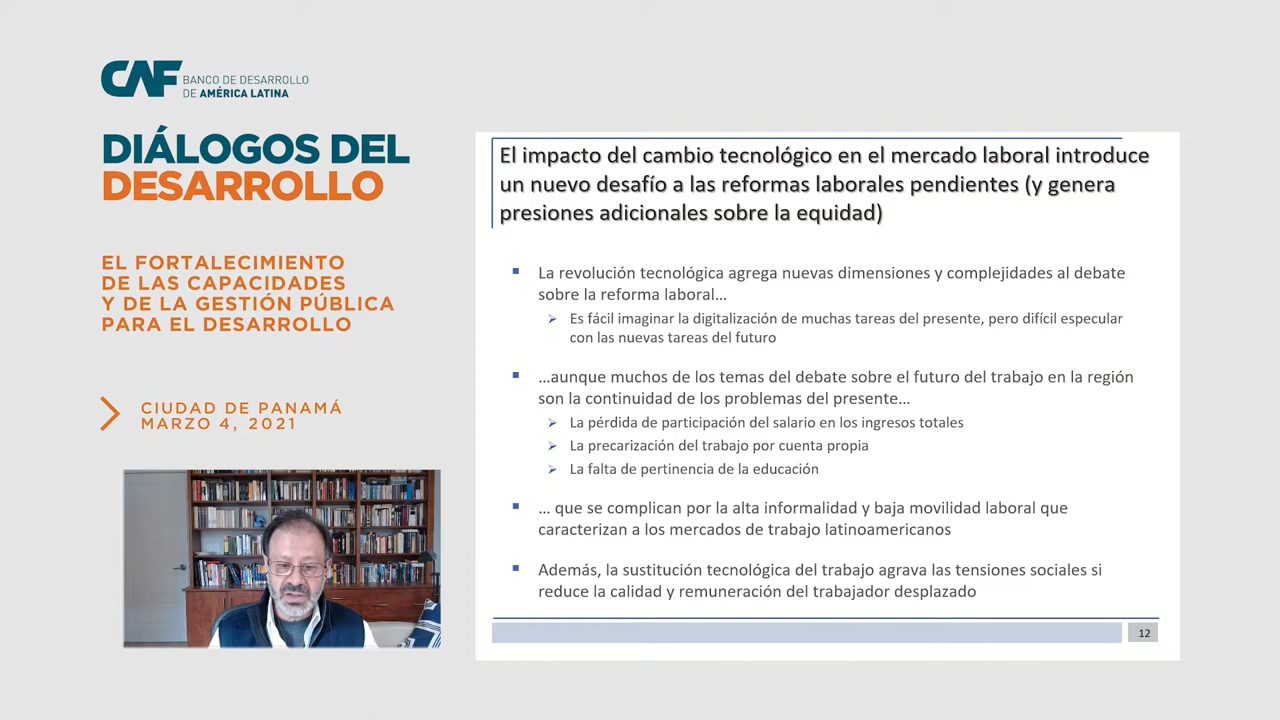 CAF BANCO DE DESARROLLO
DE AMÉRICA LATINA
DIÁLOGOS DEL
DESARROLLO
EL FORTALECIMIENTO
DE LAS CAPACIDADES
Y DE LA GESTIÓN PÚBLICA
PARA EL DESARROLLO
CIUDAD DE PANAMÁ
MARZO 4, 2021
El impacto del cambio tecnológico en el mercado laboral introduce
un nuevo desafío a las reformas laborales pendientes (y genera
presiones adicionales sobre la equidad)
La revolución tecnológica agrega nuevas dimensiones y complejidades al debate
sobre la reforma laboral…
Es fácil imaginar la digitalización de muchas tareas del presente, pero difícil especular
con las nuevas tareas del futuro
…aunque muchos de los temas del debate sobre el futuro del trabajo en la región
son la continuidad de los problemas del presente…
La pérdida de participación del salario en los ingresos totales
La precarización del trabajo por cuenta propia
La falta de pertinencia de la educación
… que se complican por la alta informalidad y baja movilidad laboral que
caracterizan a los mercados de trabajo latinoamericanos
Además, la sustitución tecnológica del trabajo agrava las tensiones sociales si
reduce la calidad y remuneración del trabajador desplazado
12